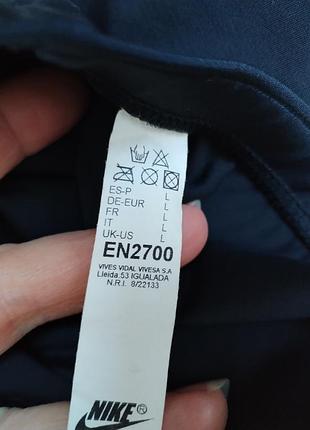 ES-P L
DE-EUR L
FR L
IT L
UK-US L
EN2700
VIVES VIDAL VIVESA S.A
Lleida,53 IGUALADA
N.R.I. 8/22133
NIKE®